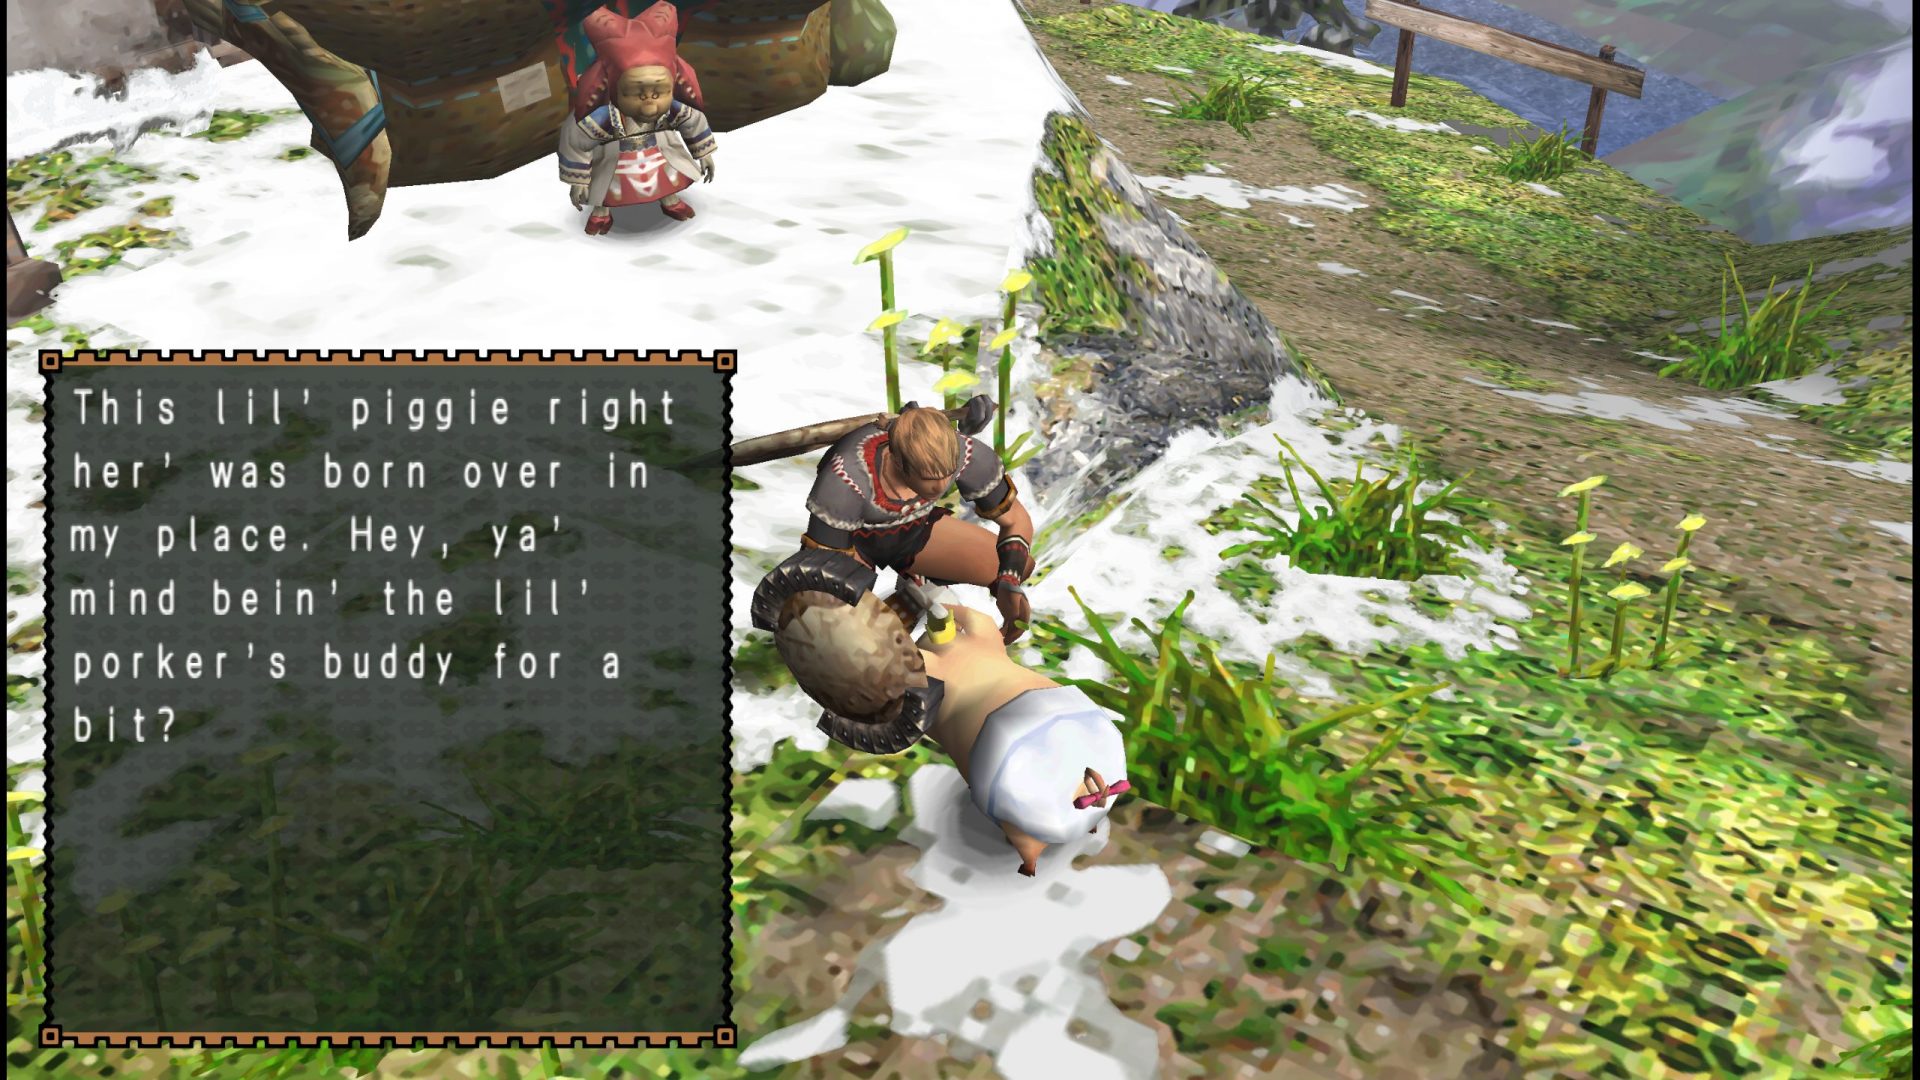 This lil' piggie right
her' was born over in
my place. Hey, ya'
mind bein' the lil'
porker's buddy for a
bit?